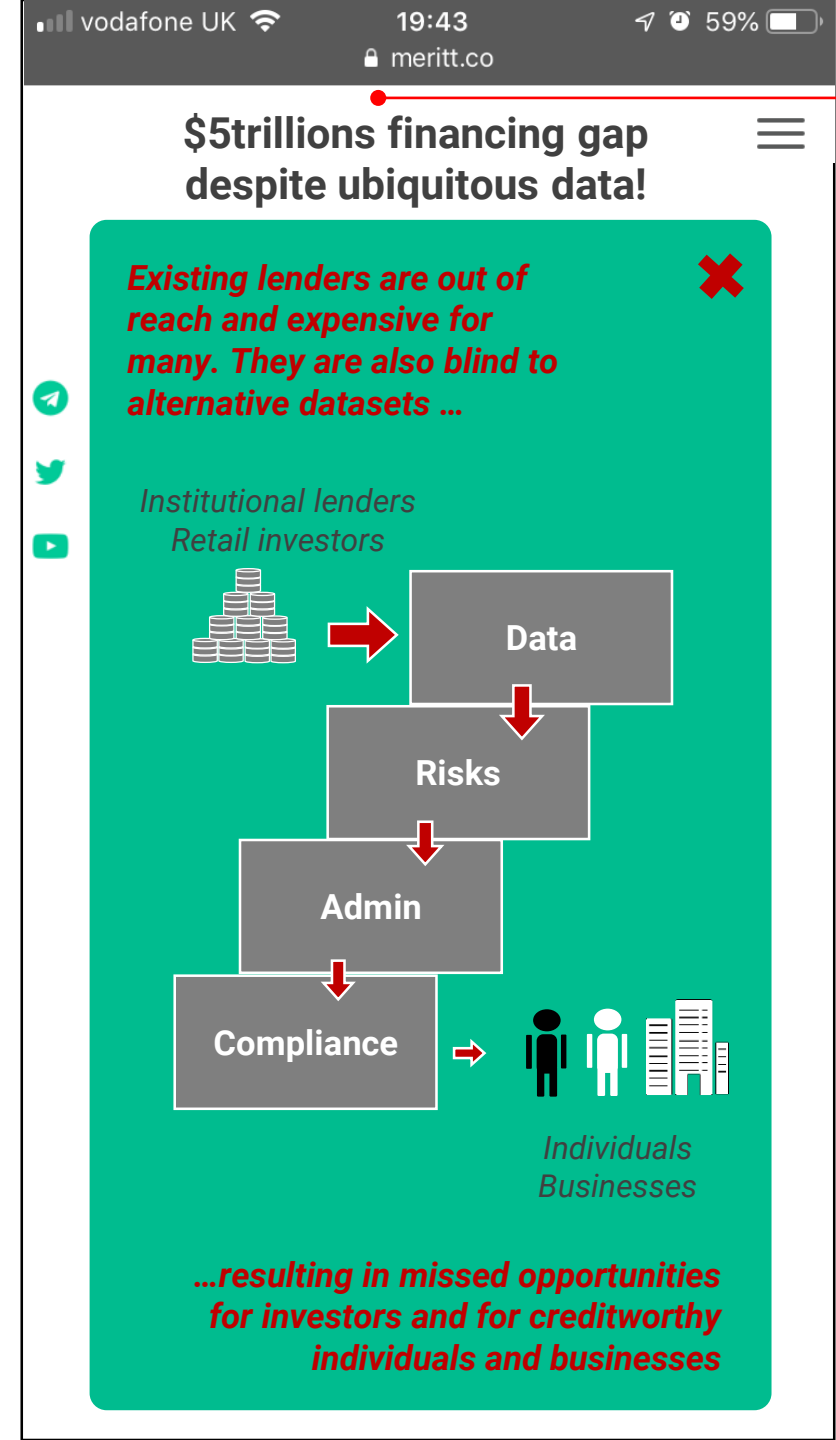 vodafone UK 19:43 59%
meritt.co
$5trillions financing gap
despite ubiquitous data!
Existing lenders are out of
reach and expensive for
many. They are also blind to
alternative datasets …
Institutional lenders
Retail investors
Data
Risks
Admin
Compliance
Individuals
Businesses
…resulting in missed opportunities
for investors and for creditworthy
individuals and businesses